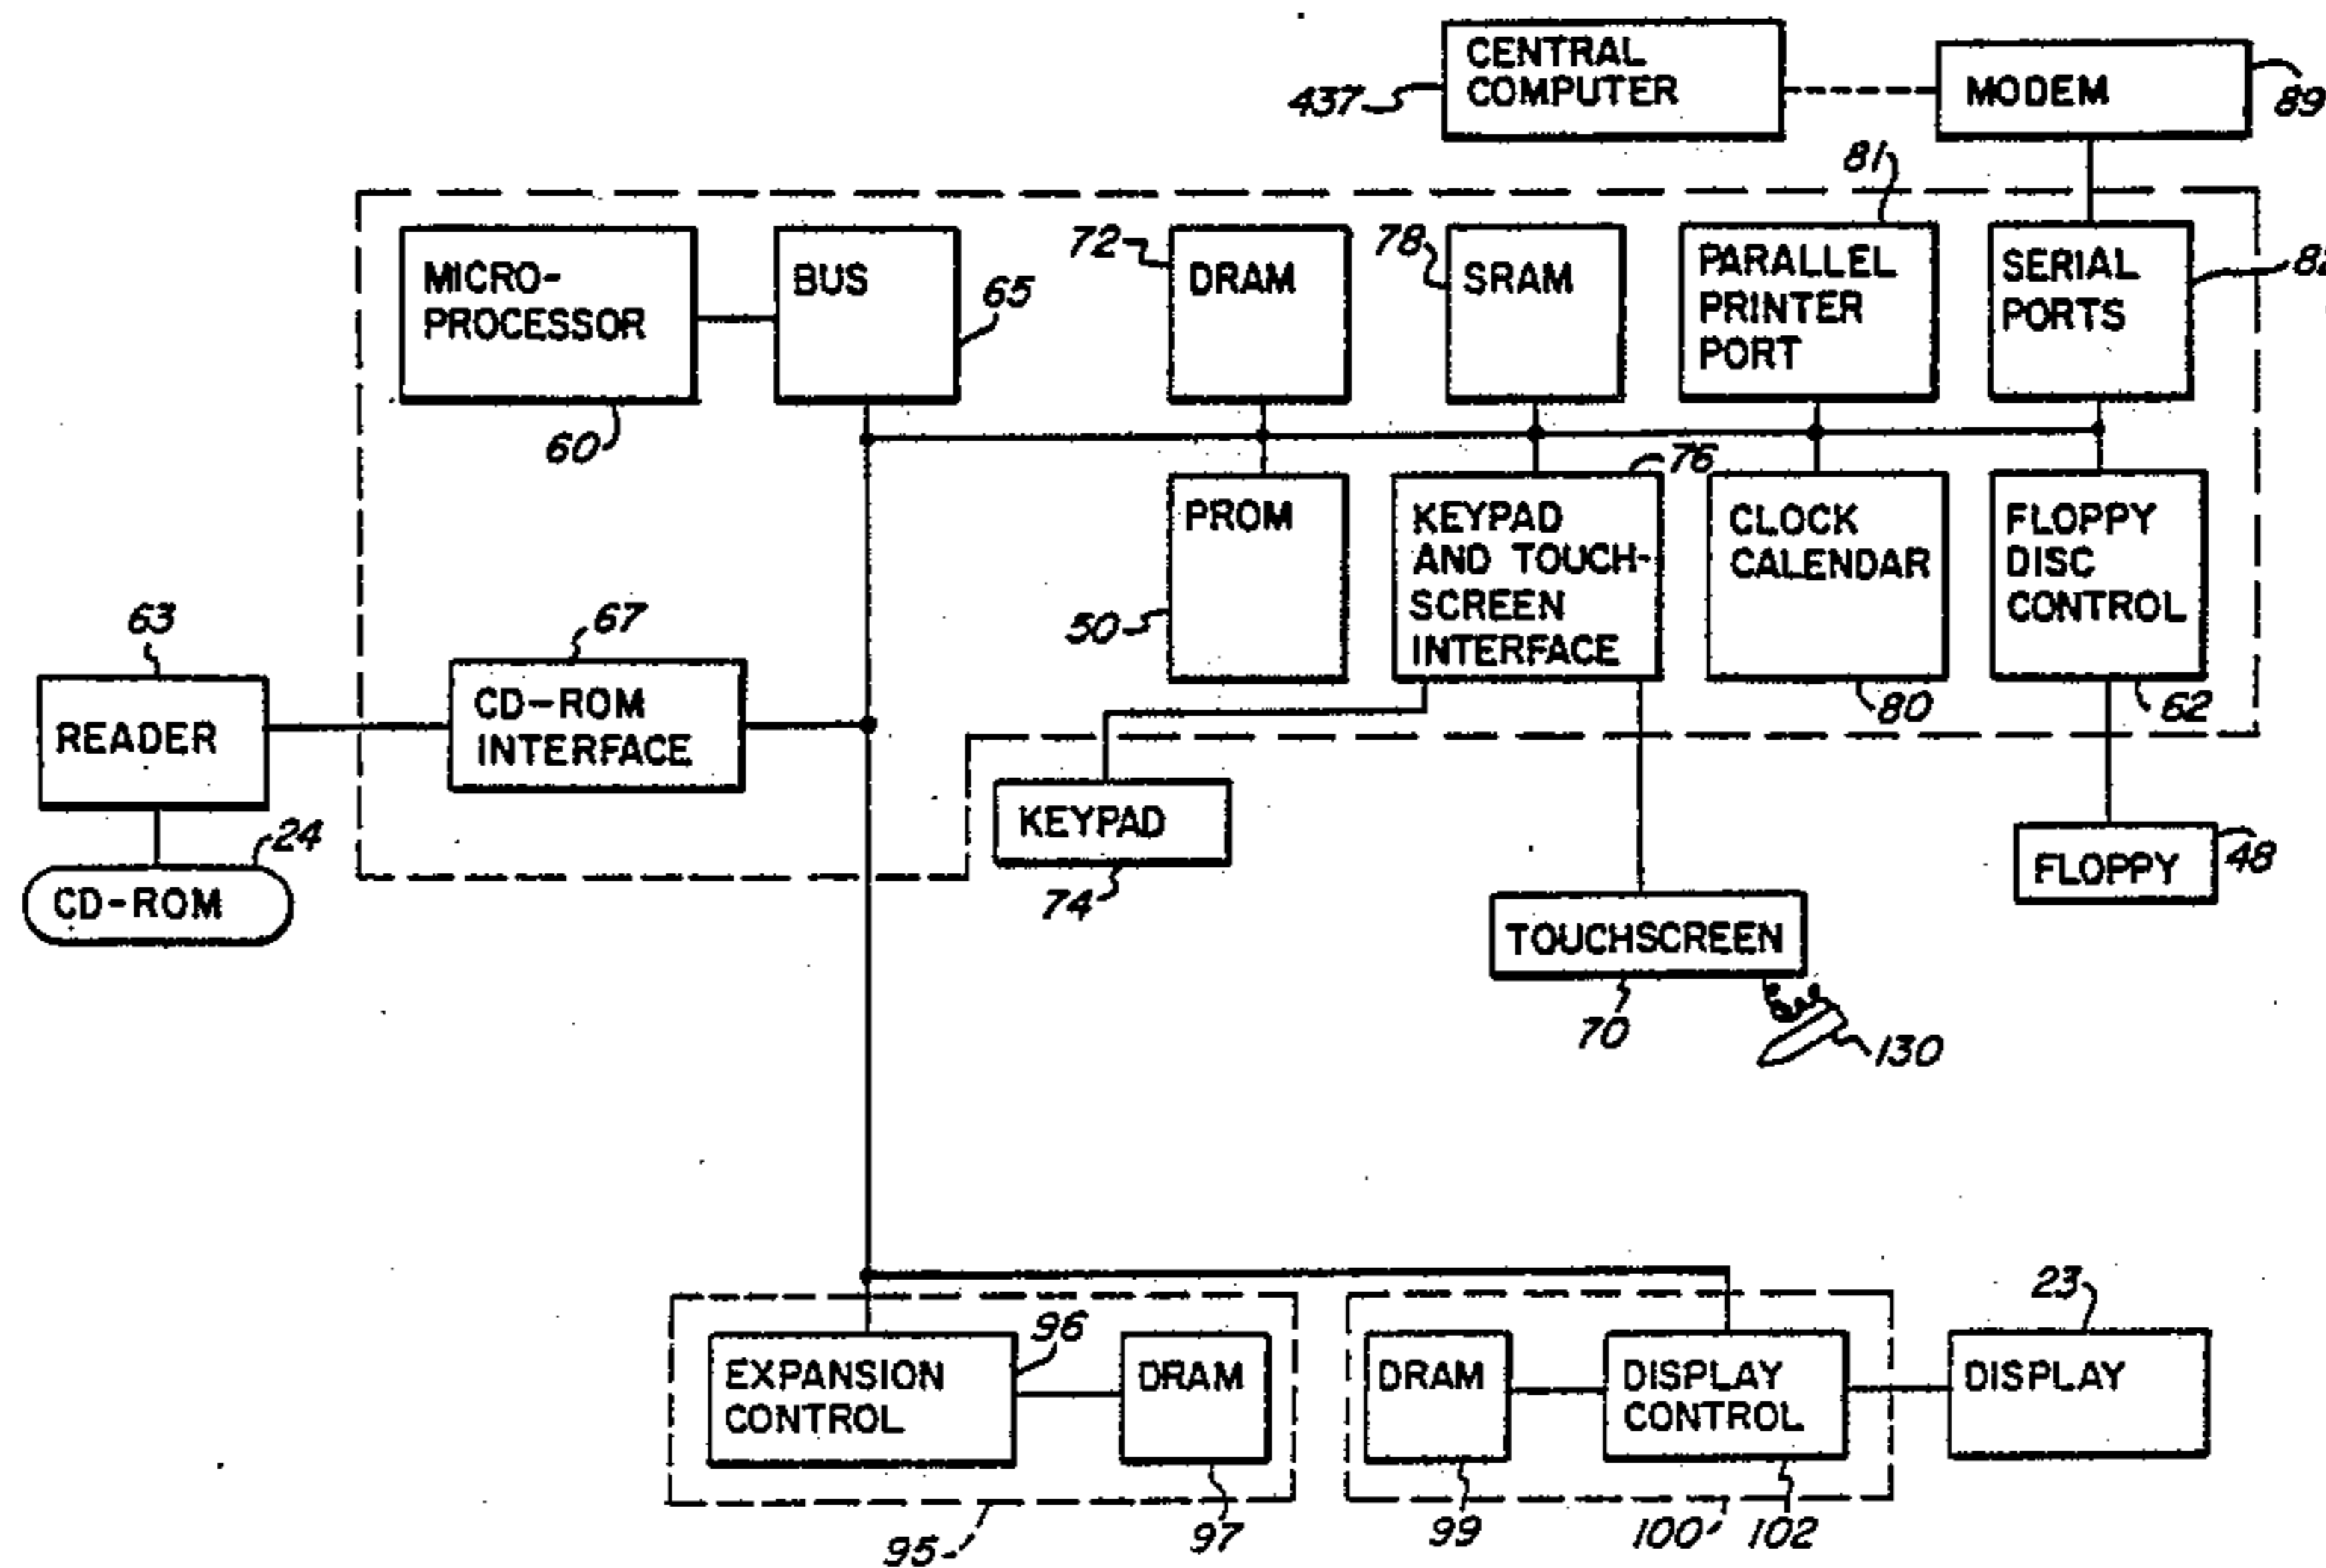 CENTRAL
COMPUTER
437
MODEM
89
81
MICRO-
PROCESSOR
60
BUS
65
72
DRAM
78
SRAM
PARALLEL
PRINTER
PORT
SERIAL
PORTS
PROM
50
76
KEYPAD
AND TOUCH-
SCREEN
INTERFACE
CLOCK
CALENDAR
80
FLOPPY
DISC
CONTROL
62
63
READER
67
CD-ROM
INTERFACE
24
CD-ROM
KEYPAD
74
TOUCHSCREEN
70
130
FLOPPY
48
EXPANSION
CONTROL
96
DRAM
97
95
DRAM
99
DISPLAY
CONTROL
100
102
23
DISPLAY